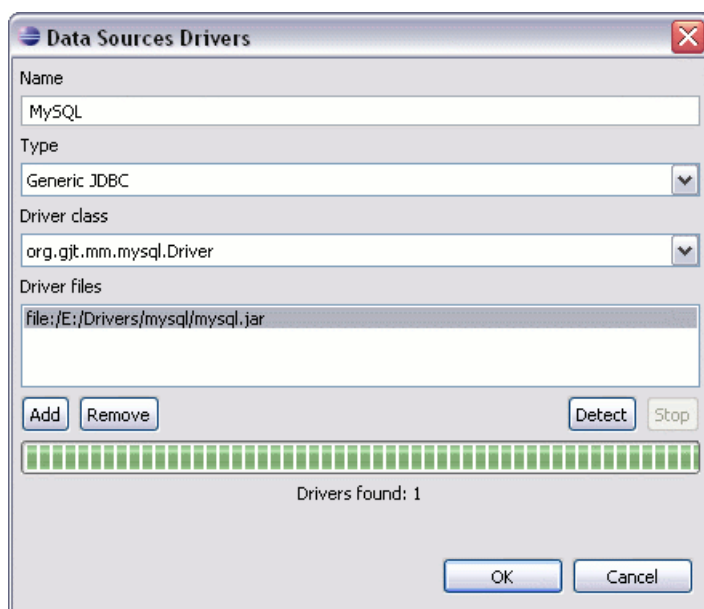 Data Sources Drivers
Name
MySQL
Type
Generic JDBC
Driver class
org.gjt.mm.mysql.Driver
Driver files
file:/E:/Drivers/mysql/mysql.jar
Add Remove Detect Stop
Drivers found: 1
OK Cancel